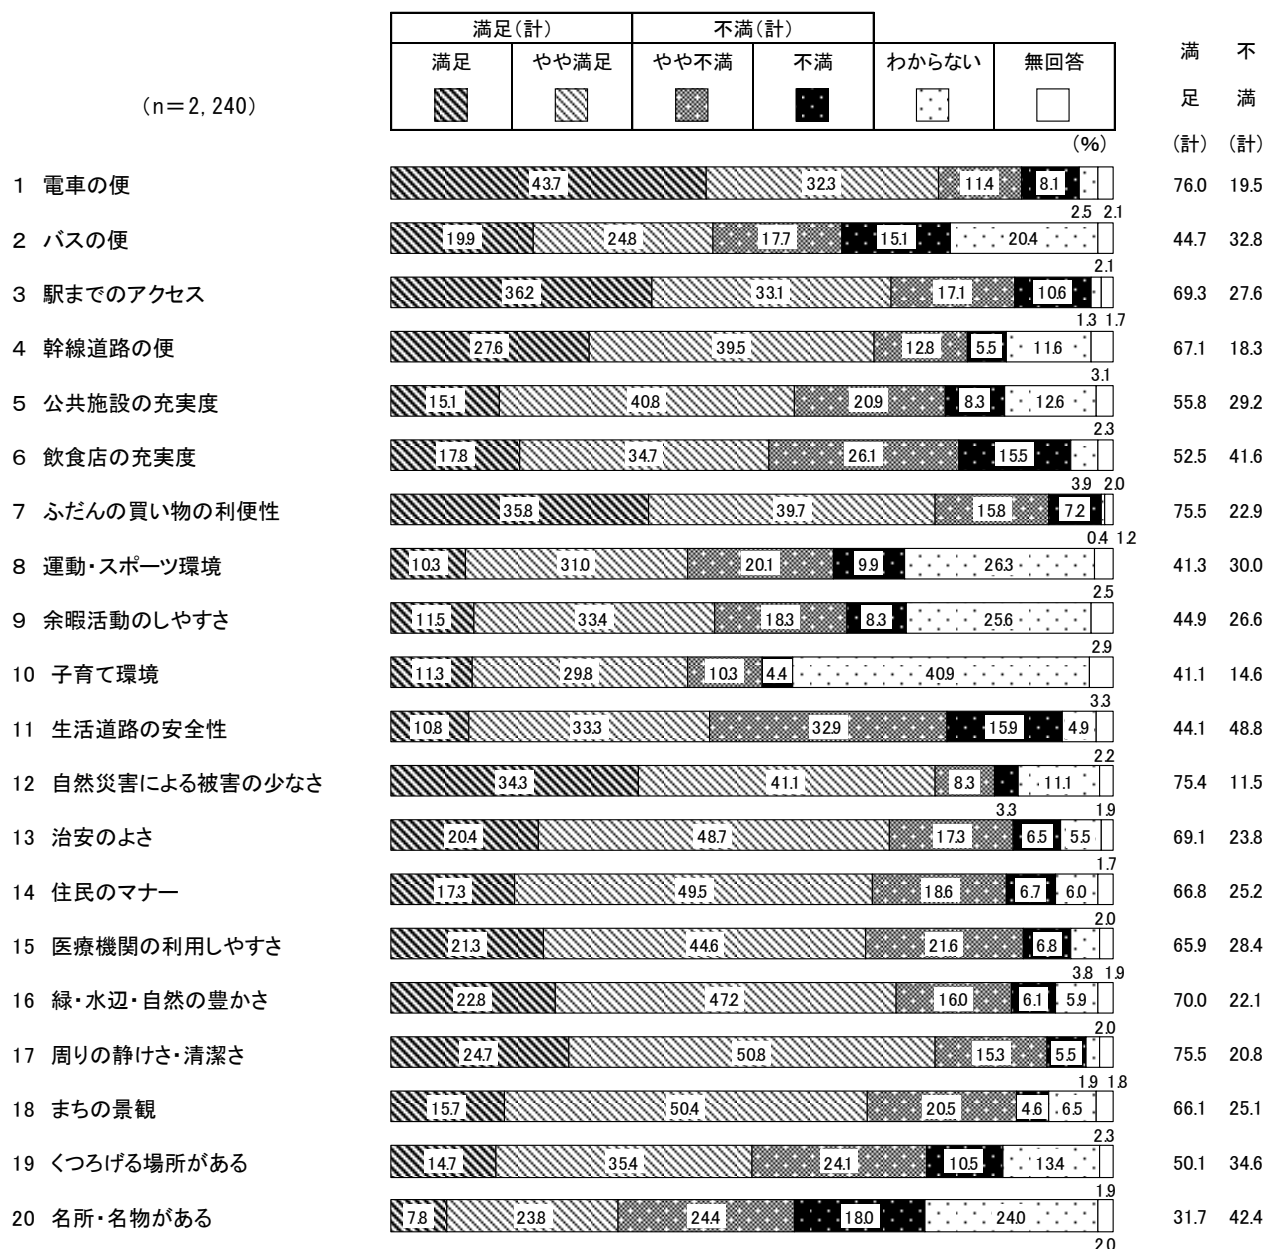 満足(計) 不満(計)
満足 やや満足 やや不満 不満 わからない 無回答 満足(計) 不満(計)
(n=2,240)
(%)
1 電車の便 43.7 32.3 11.4 8.1 76.0 19.5
2.5 2.1
2 バスの便 19.9 24.8 17.7 15.1 20.4 44.7 32.8
2.1
3 駅までのアクセス 36.2 33.1 17.1 10.6 69.3 27.6
1.3 1.7
4 幹線道路の便 27.6 39.5 12.8 5.5 11.6 67.1 18.3
3.1
5 公共施設の充実度 15.1 40.8 20.9 8.3 12.6 55.8 29.2
2.3
6 飲食店の充実度 17.8 34.7 26.1 15.5 52.5 41.6
3.9 2.0
7 ふだんの買い物の利便性 35.8 39.7 15.8 7.2 75.5 22.9
0.4 1.2
8 運動・スポーツ環境 10.3 31.0 20.1 9.9 26.3 41.3 30.0
2.5
9 余暇活動のしやすさ 11.5 33.4 18.3 8.3 25.6 44.9 26.6
2.9
10 子育て環境 11.3 29.8 10.3 4.4 40.9 41.1 14.6
3.3
11 生活道路の安全性 10.8 33.3 32.9 15.9 4.9 44.1 48.8
2.2
12 自然災害による被害の少なさ 34.3 41.1 8.3 11.1 75.4 11.5
3.3 1.9
13 治安のよさ 20.4 48.7 17.3 6.5 5.5 69.1 23.8
1.7
14 住民のマナー 17.3 49.5 18.6 6.7 6.0 66.8 25.2
2.0
15 医療機関の利用しやすさ 21.3 44.6 21.6 6.8 65.9 28.4
3.8 1.9
16 緑・水辺・自然の豊かさ 22.8 47.2 16.0 6.1 5.9 70.0 22.1
2.0
17 周りの静けさ・清潔さ 24.7 50.8 15.3 5.5 75.5 20.8
1.9 1.8
18 まちの景観 15.7 50.4 20.5 4.6 6.5 66.1 25.1
2.3
19 くつろげる場所がある 14.7 35.4 24.1 10.5 13.4 50.1 34.6
1.9
20 名所・名物がある 7.8 23.8 24.4 18.0 24.0 31.7 42.4
2.0